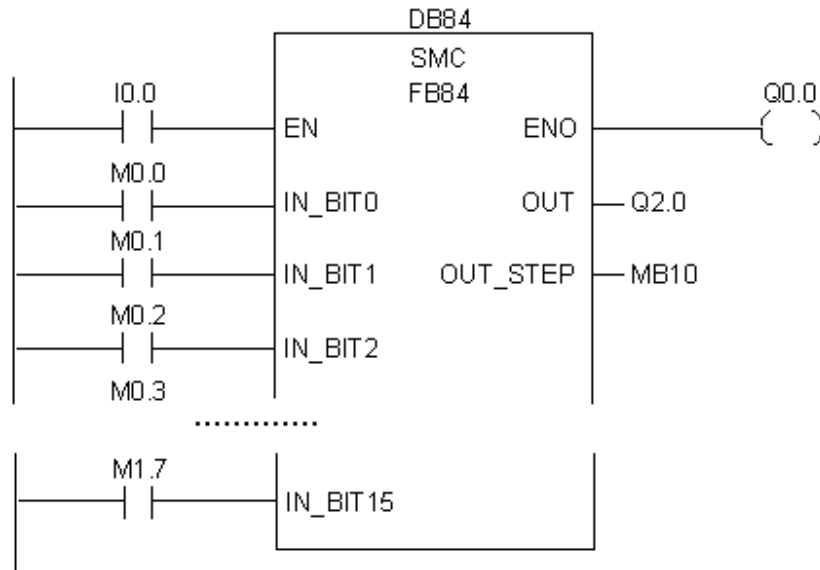 DB84
SMC
FB84
I0.0
EN
ENO
Q0.0
M0.0
IN_BIT0
OUT
Q2.0
M0.1
IN_BIT1
OUT_STEP
MB10
M0.2
IN_BIT2
M0.3
M1.7
IN_BIT15